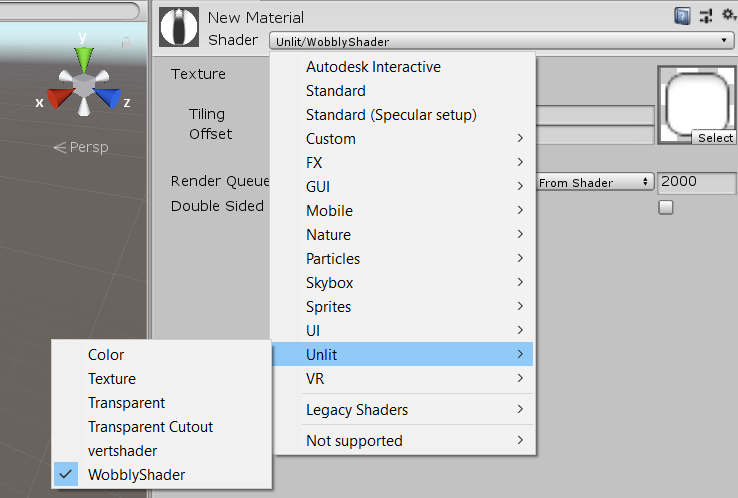 New Material
Shader
Unlit/WobblyShader
y
x
z
Persp
Texture
Tiling
Offset
Select
Render Queue
From Shader
2000
Double Sided
Autodesk Interactive
Standard
Standard (Specular setup)
Custom
FX
GUI
Mobile
Nature
Particles
Skybox
Sprites
UI
Unlit
VR
Legacy Shaders
Not supported
Color
Texture
Transparent
Transparent Cutout
vertshader
WobblyShader